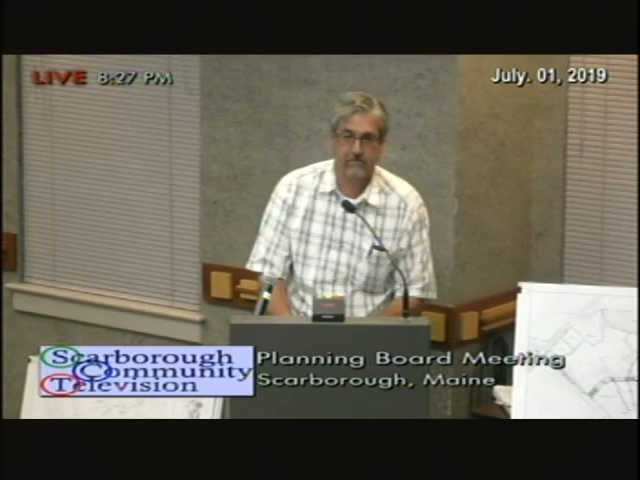 LIVE 8:27 PM
July. 01, 2019
Scarborough
Community
Television
Planning Board Meeting
Scarborough, Maine